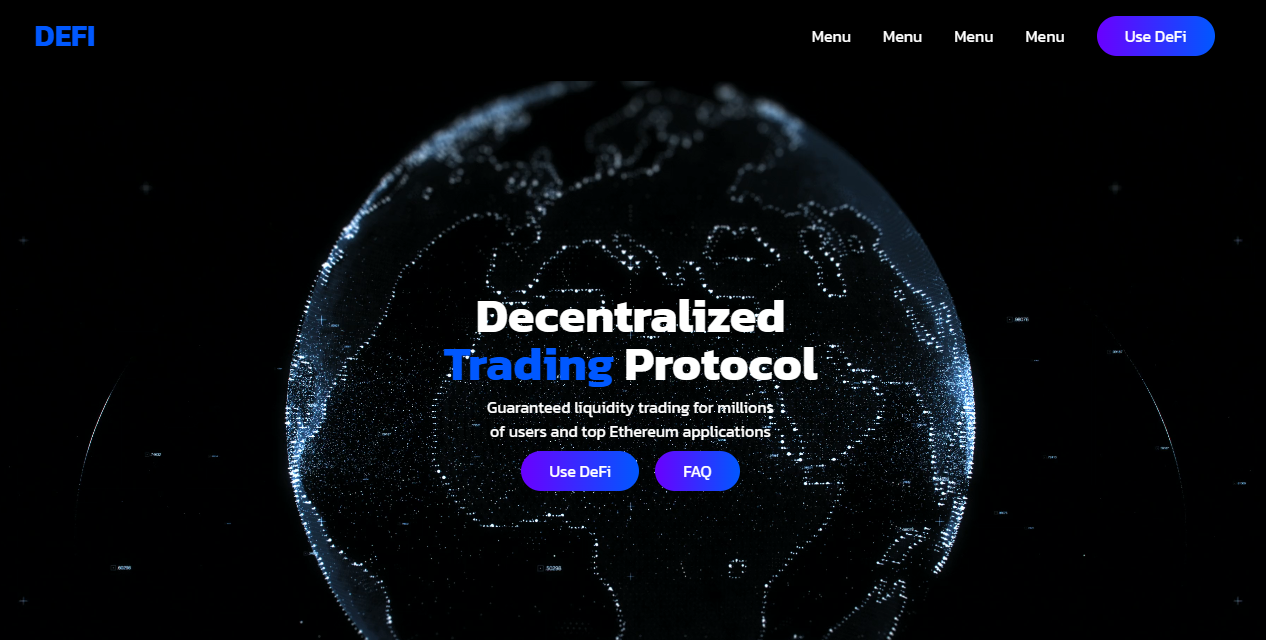 DEFI
Menu Menu Menu Menu Use DeFi
Decentralized
Trading Protocol
Guaranteed liquidity trading for millions
of users and top Ethereum applications
Use DeFi FAQ